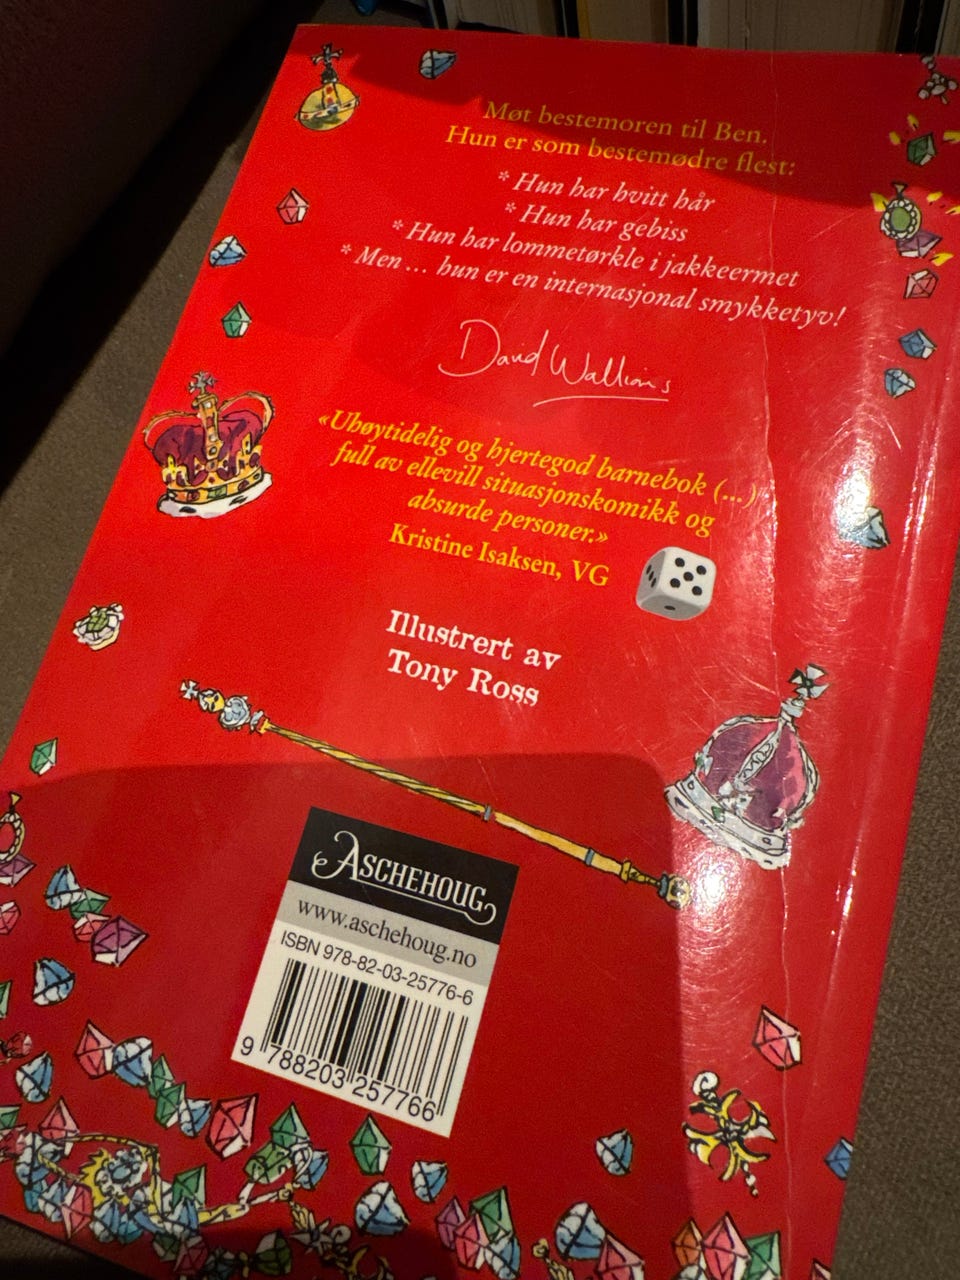 Møt bestemoren til Ben.
Hun er som bestemødre flest:
* Hun har hvitt hår
* Hun har gebiss
* Hun har lommetørkle i jakkeermet
* Men ... hun er en internasjonal smykketyv!
David Walliams
«Uhøytidelig og hjertegod barnebok (...)
full av ellevill situasjonskomikk og
absurde personer.»
Kristine Isaksen, VG
Illustrert av
Tony Ross
ASCHEHOUG
www.aschehoug.no
ISBN 978-82-03-25776-6
9 788203 257766